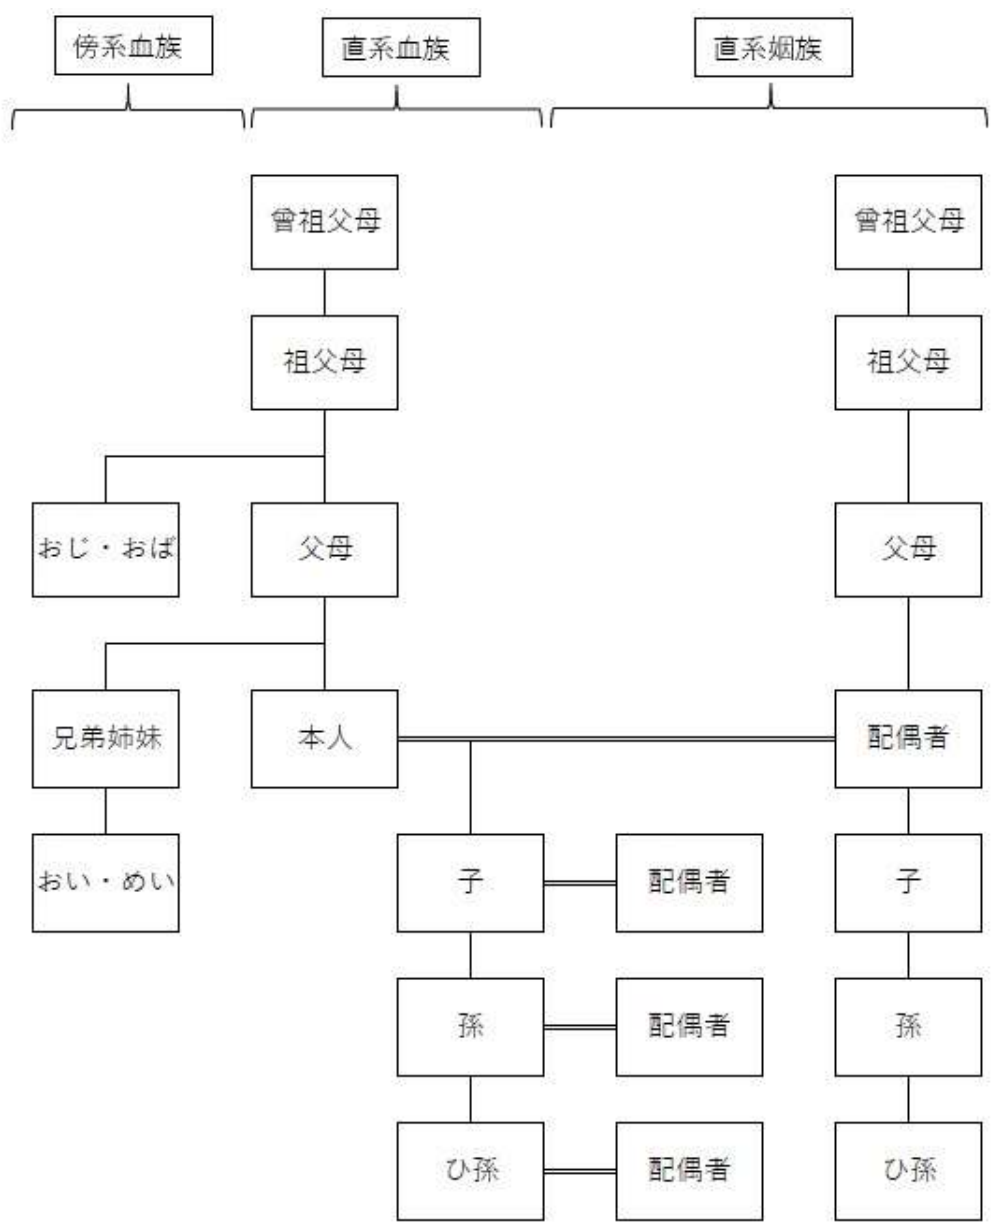 傍系血族
直系血族
直系姻族
曾祖父母
曾祖父母
祖父母
祖父母
おじ・おば
父母
父母
兄弟姉妹
本人
配偶者
おい・めい
子
配偶者
子
孫
配偶者
孫
ひ孫
配偶者
ひ孫